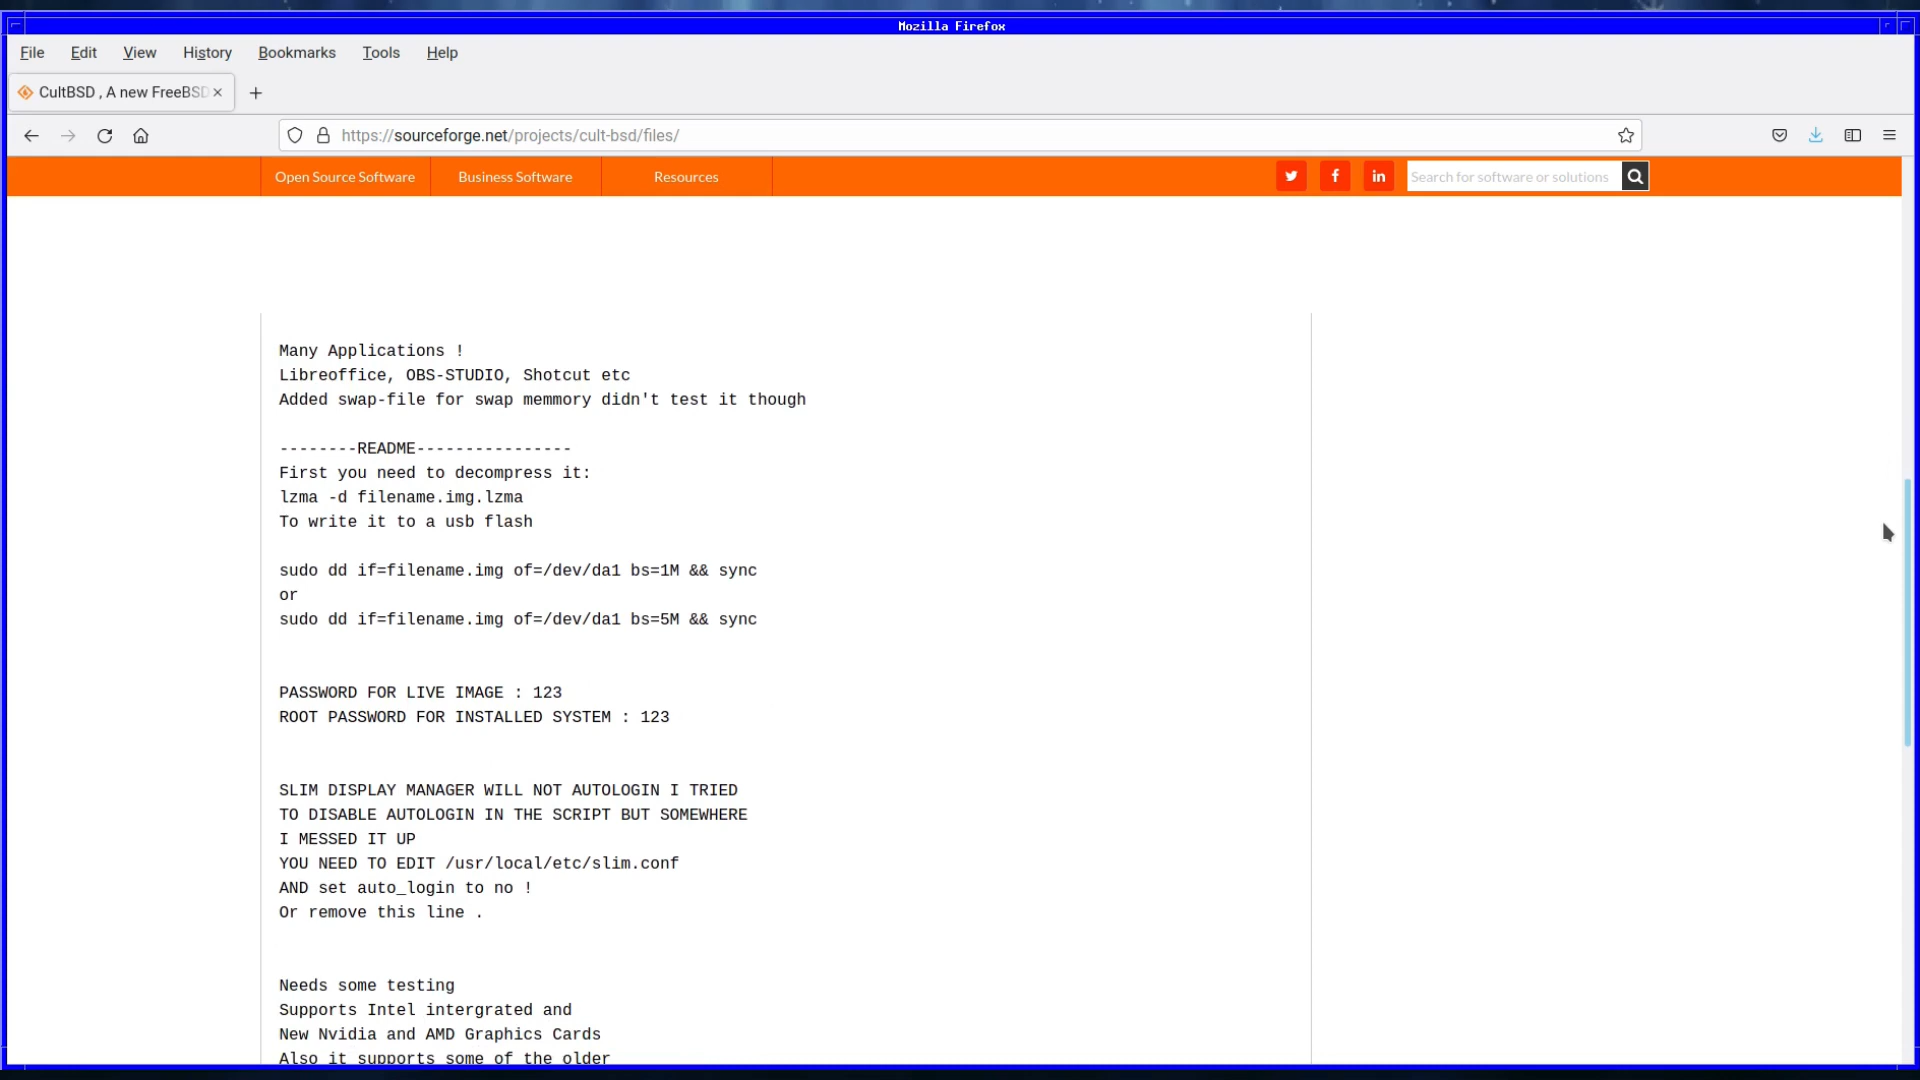 Mozilla Firefox
File Edit View History Bookmarks Tools Help
CultBSD , A new FreeBSD
https://sourceforge.net/projects/cult-bsd/files/
Open Source Software Business Software Resources Search for software or solutions
Many Applications !
Libreoffice, OBS-STUDIO, Shotcut etc
Added swap-file for swap memmory didn't test it though
--------README----------------
First you need to decompress it:
lzma -d filename.img.lzma
To write it to a usb flash
sudo dd if=filename.img of=/dev/da1 bs=1M && sync
or
sudo dd if=filename.img of=/dev/da1 bs=5M && sync
PASSWORD FOR LIVE IMAGE : 123
ROOT PASSWORD FOR INSTALLED SYSTEM : 123
SLIM DISPLAY MANAGER WILL NOT AUTOLOGIN I TRIED
TO DISABLE AUTOLOGIN IN THE SCRIPT BUT SOMEWHERE
I MESSED IT UP
YOU NEED TO EDIT /usr/local/etc/slim.conf
AND set auto_login to no !
Or remove this line .
Needs some testing
Supports Intel intergrated and
New Nvidia and AMD Graphics Cards
Also it supports some of the older